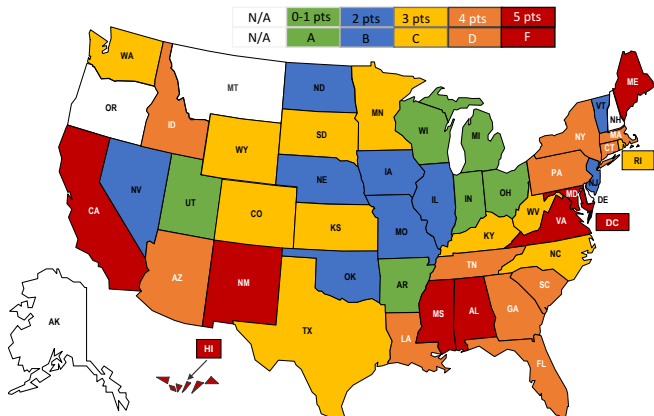 N/A 0-1 pts 2 pts 3 pts 4 pts 5 pts
N/A A B C D F
WA
MT
ND
MN
ME
OR
ID
SD
WI
MI
VT
NH
NY
MA
CT
RI
WY
NE
IA
PA
NJ
NV
UT
CO
IL
IN
OH
MD
DE
CA
KS
MO
KY
WV
VA
DC
AZ
NM
OK
AR
TN
NC
SC
TX
LA
MS
AL
GA
FL
AK
HI